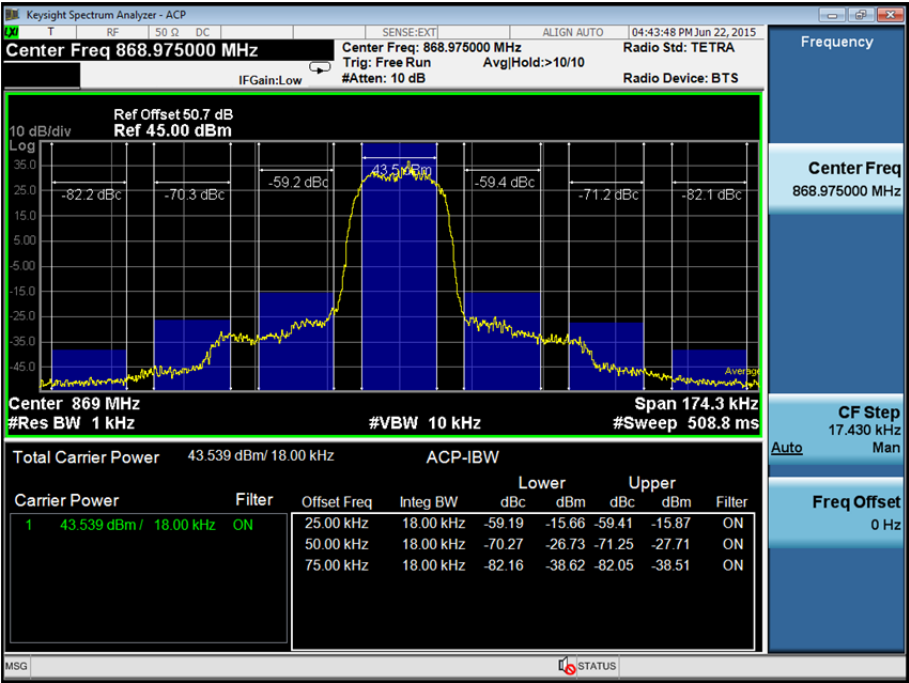 Keysight Spectrum Analyzer - ACP
LXI T RF 50 Ω DC SENSE:EXT ALIGN AUTO 04:43:48 PM Jun 22, 2015
Center Freq 868.975000 MHz
Center Freq: 868.975000 MHz Radio Std: TETRA
Trig: Free Run Avg|Hold:>10/10
IFGain:Low #Atten: 10 dB Radio Device: BTS
Frequency
Ref Offset 50.7 dB
10 dB/div Ref 45.00 dBm
Log
35.0
25.0
15.0
5.00
-5.00
-15.0
-25.0
-35.0
-45.0
-82.2 dBc -70.3 dBc -59.2 dBc 43.5 dBm -59.4 dBc -71.2 dBc -82.1 dBc
Average
Center 869 MHz Span 174.3 kHz
#Res BW 1 kHz #VBW 10 kHz #Sweep 508.8 ms
Center Freq
868.975000 MHz
CF Step
17.430 kHz
Auto Man
Freq Offset
0 Hz
Total Carrier Power 43.539 dBm/ 18.00 kHz ACP-IBW
Lower Upper
Carrier Power Filter Offset Freq Integ BW dBc dBm dBc dBm Filter
1 43.539 dBm / 18.00 kHz ON 25.00 kHz 18.00 kHz -59.19 -15.66 -59.41 -15.87 ON
50.00 kHz 18.00 kHz -70.27 -26.73 -71.25 -27.71 ON
75.00 kHz 18.00 kHz -82.16 -38.62 -82.05 -38.51 ON
MSG STATUS